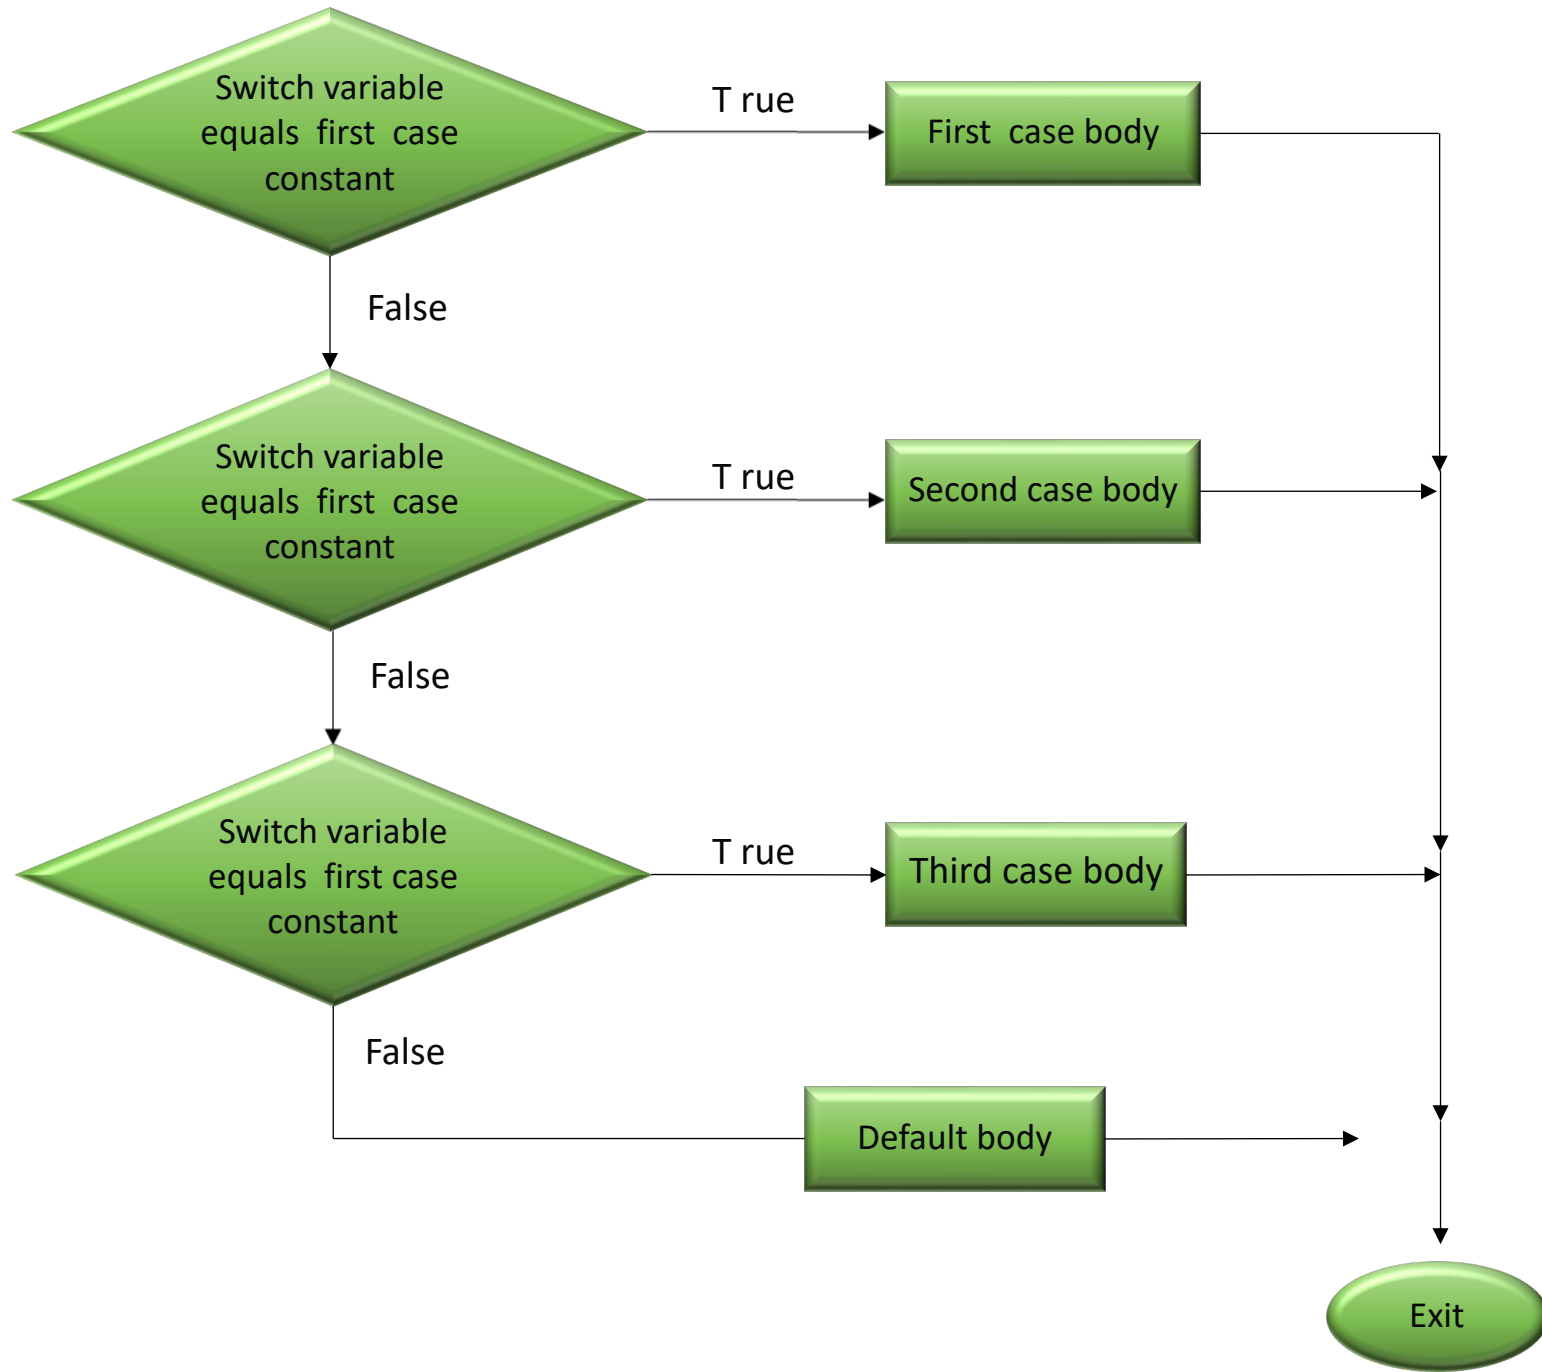 Switch variable
equals first case
constant
T rue
First case body
False
Switch variable
equals first case
constant
T rue
Second case body
False
Switch variable
equals first case
constant
T rue
Third case body
False
Default body
Exit